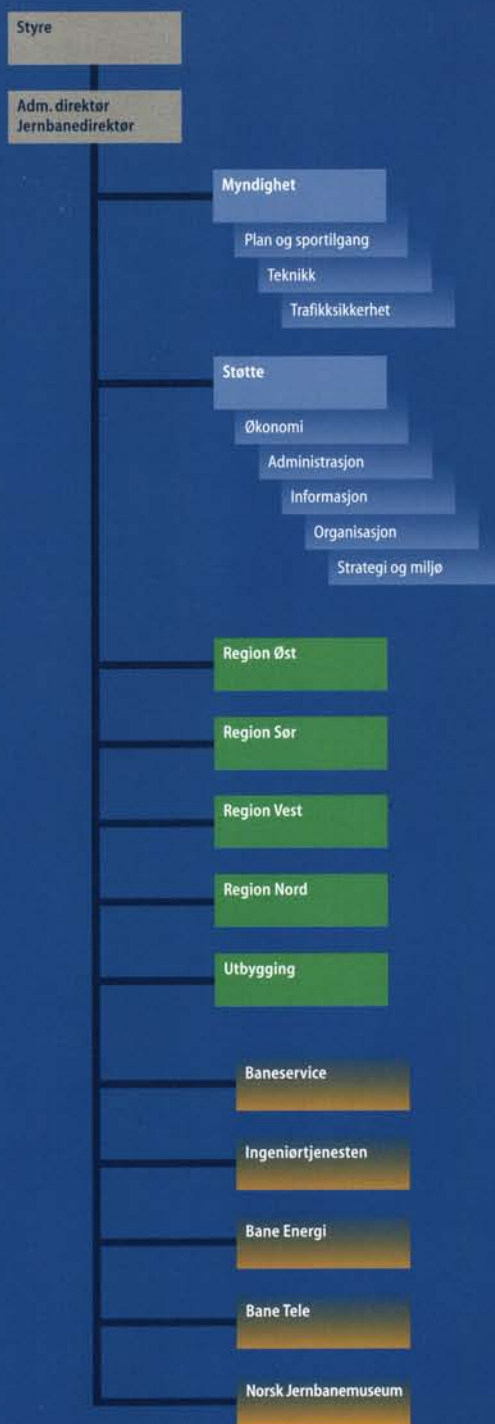 Styre
Adm. direktør
Jernbanedirektør
Myndighet
Plan og sportilgang
Teknikk
Trafikksikkerhet
Støtte
Økonomi
Administrasjon
Informasjon
Organisasjon
Strategi og miljø
Region Øst
Region Sør
Region Vest
Region Nord
Utbygging
Baneservice
Ingeniørtjenesten
Bane Energi
Bane Tele
Norsk Jernbanemuseum